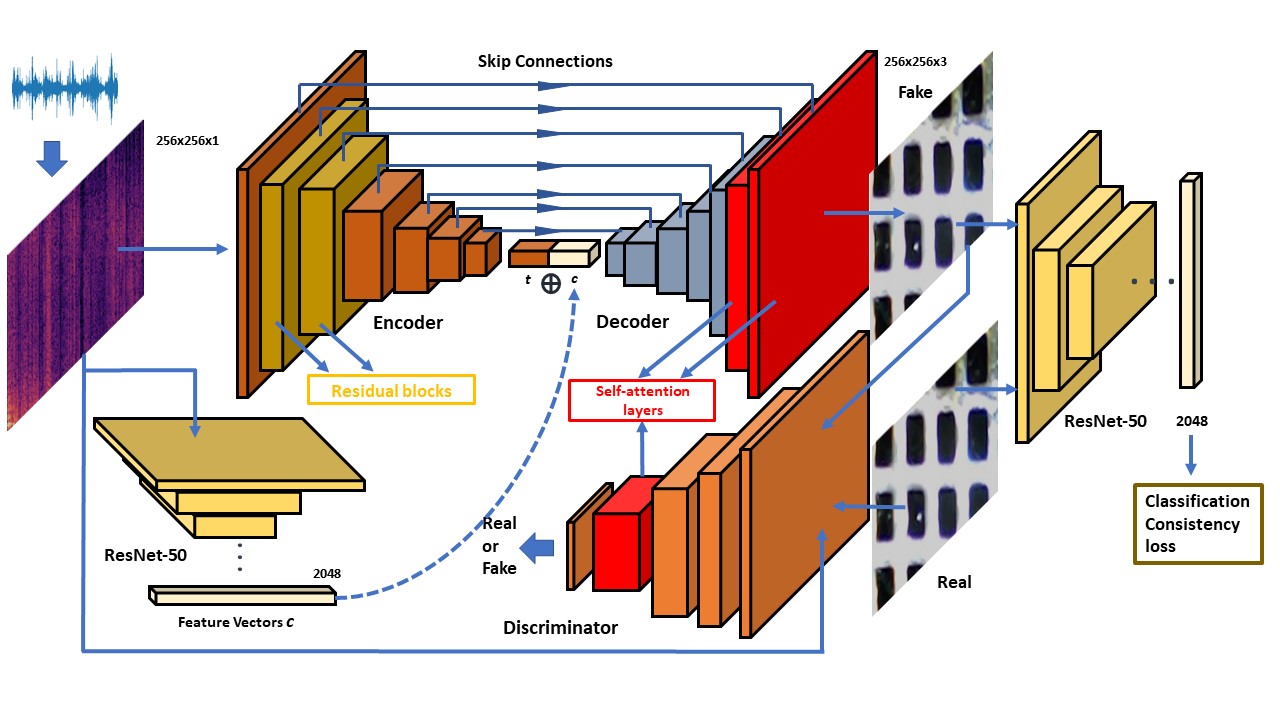 Skip Connections
256x256x3
Fake
256x256x1
t
c
Encoder
Decoder
Residual blocks
Self-attention
layers
ResNet-50
2048
Classification
Consistency
loss
Real
or
Fake
ResNet-50
2048
Real
Feature Vectors c
Discriminator